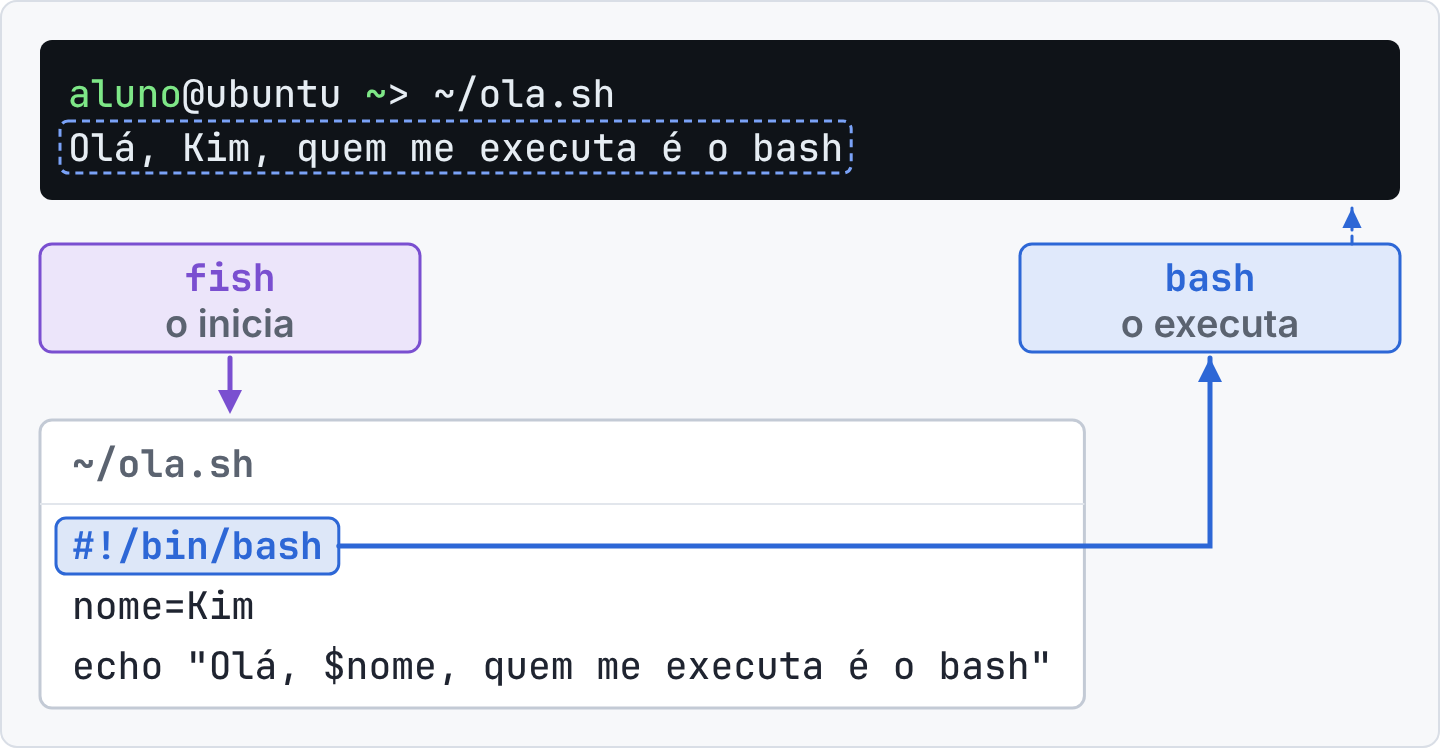 aluno@ubuntu ~> ~/ola.sh
Olá, Kim, quem me executa é o bash
fish
o inicia
bash
o executa
~/ola.sh
#!/bin/bash
nome=Kim
echo "Olá, $nome, quem me executa é o bash"